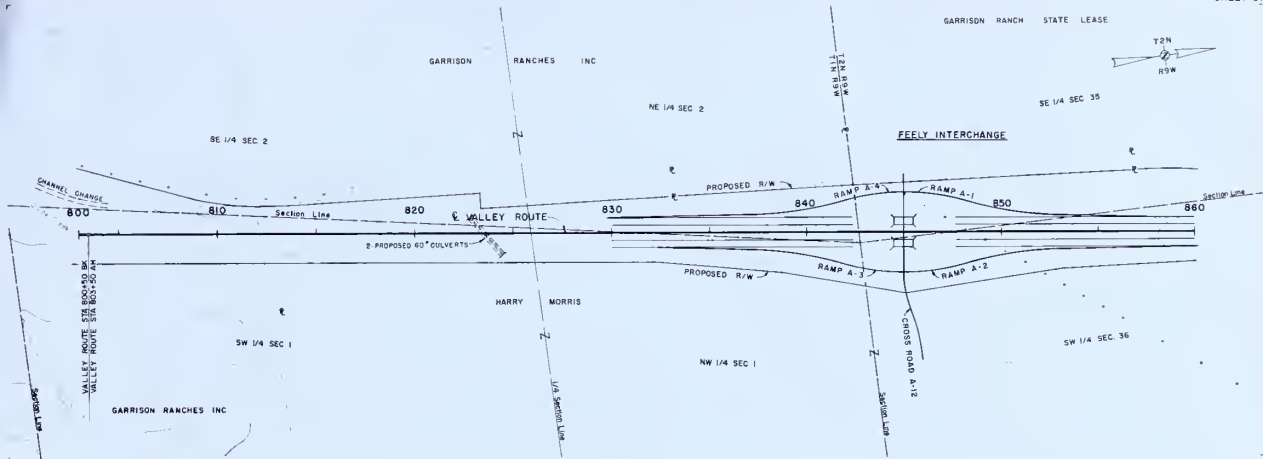 GARRISON RANCH STATE LEASE
T2N
R9W
GARRISON RANCHES INC
T2N R9W
T1N R9W
NE 1/4 SEC 2
SE 1/4 SEC 35
SE 1/4 SEC 2
FEELY INTERCHANGE
CHANNEL CHANGE
PROPOSED R/W
RAMP A-4
RAMP A-1
Section Line
800
810
Section Line
820
℄ VALLEY ROUTE
830
840
850
860
2-PROPOSED 60" CULVERTS
PROPOSED R/W
RAMP A-3
RAMP A-2
VALLEY ROUTE STA 800+50 BK
VALLEY ROUTE STA 803+50 AH
HARRY MORRIS
CROSS ROAD A-12
SW 1/4 SEC 1
NW 1/4 SEC 1
SW 1/4 SEC. 36
Section Line
GARRISON RANCHES INC
1/4 Section Line
Section Line